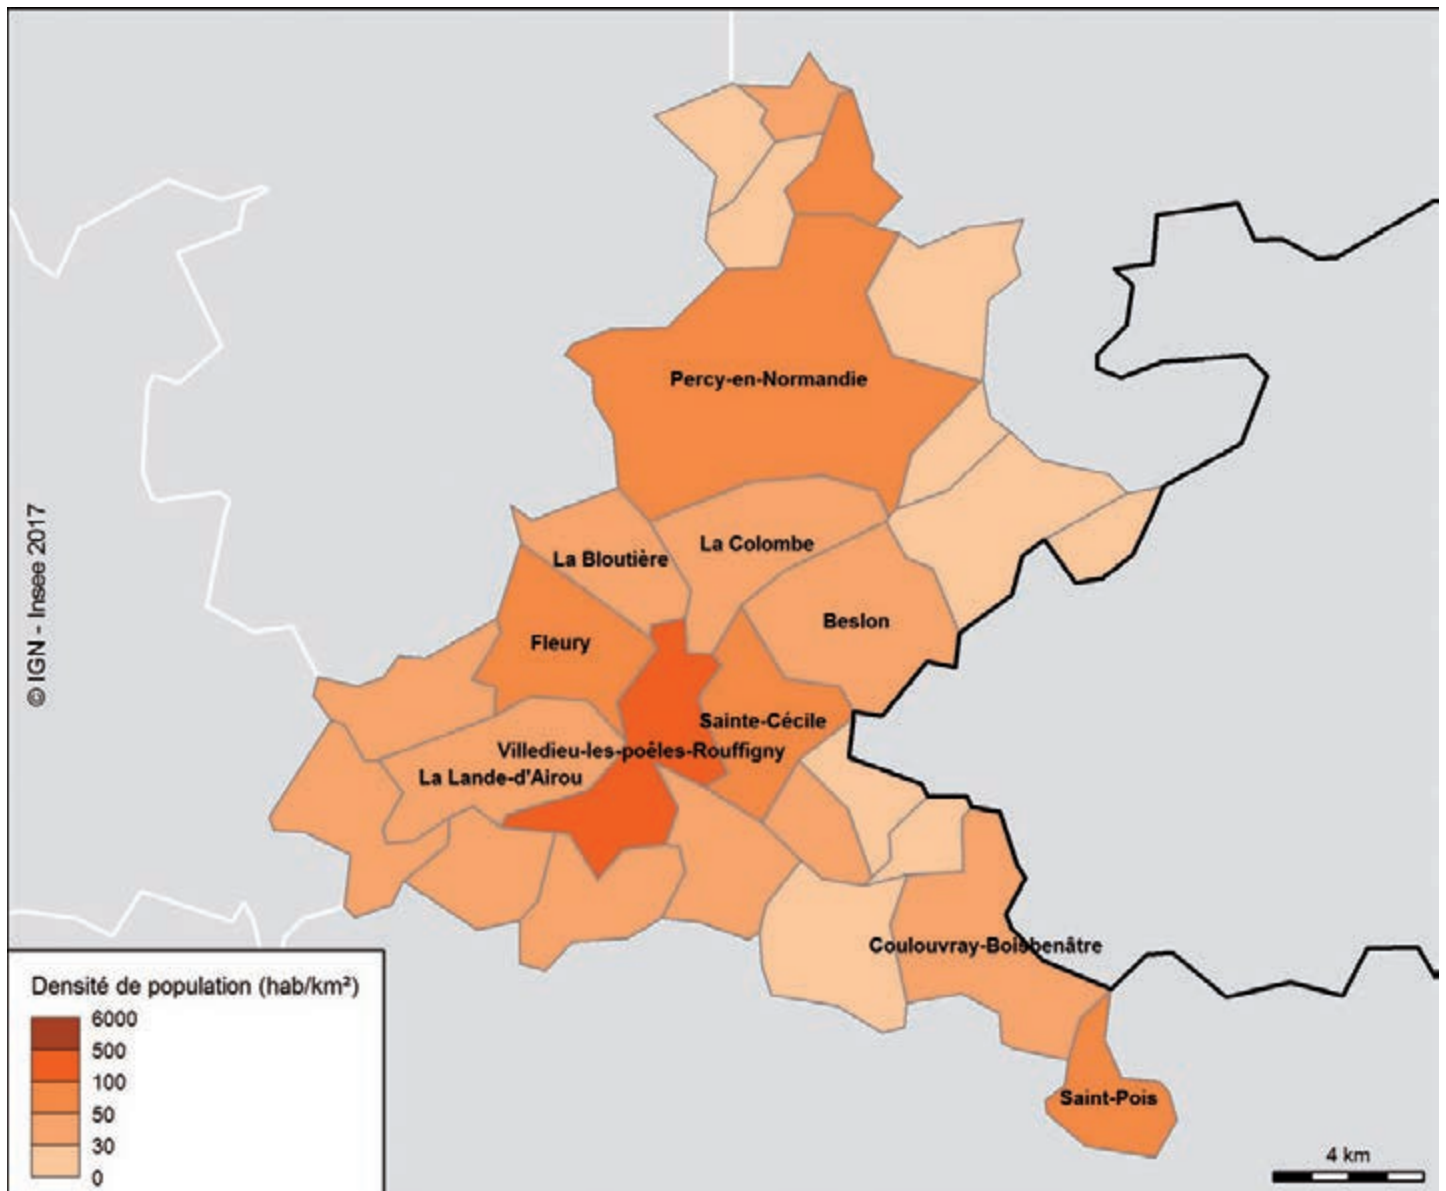 Percy-en-Normandie
La Colombe
La Bloutière
Beslon
Fleury
Sainte-Cécile
Villedieu-les-poêles-Rouffigny
La Lande-d'Airou
Coulouvray-Boisbenâtre
Saint-Pois
© IGN - Insee 2017
Densité de population (hab/km²)
6000
500
100
50
30
0
4 km